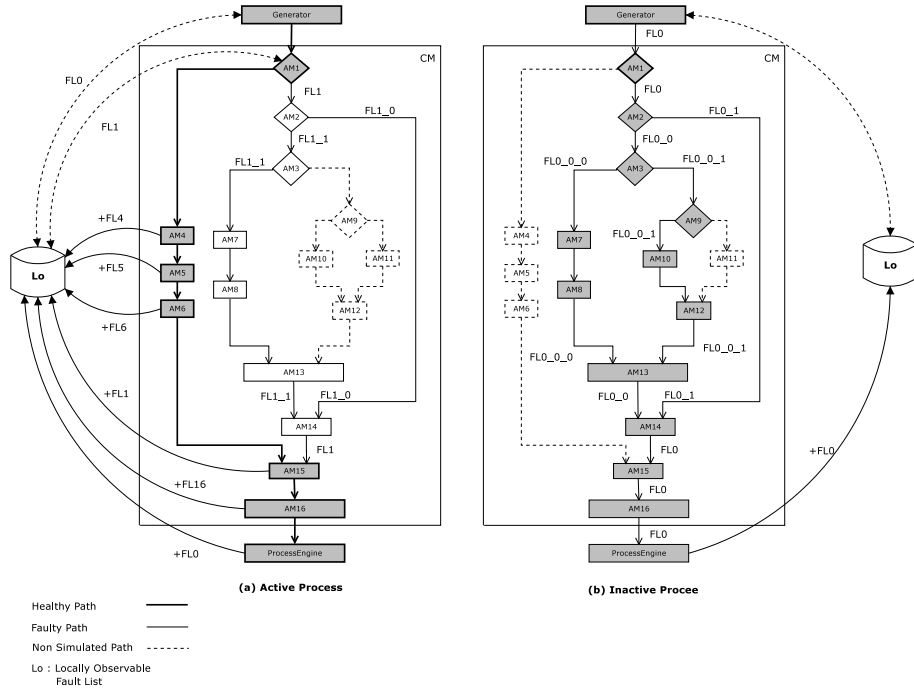 Generator
FL0
CM
AM1
FL1
AM2
FL1_0
FL1_1
AM3
FL1_1
FL0
FL1
AM9
AM7
AM10
AM11
AM8
AM12
+FL4
AM4
+FL5
AM5
Lo
AM6
+FL6
AM13
FL1_1
FL1_0
AM14
+FL1
FL1
AM15
+FL16
AM16
+FL0
ProcessEngine
(a) Active Process
Generator
FL0
CM
AM1
FL0
AM2
FL0_1
FL0_0
AM3
FL0_0_0
FL0_0_1
AM9
AM4
AM7
FL0_0_1
AM10
AM11
AM5
AM8
AM6
AM12
FL0_0_0
FL0_0_1
AM13
FL0_0
FL0_1
AM14
FL0
AM15
FL0
AM16
FL0
ProcessEngine
Lo
+FL0
(b) Inactive Procee
Healthy Path
Faulty Path
Non Simulated Path
Lo : Locally Observable
Fault List